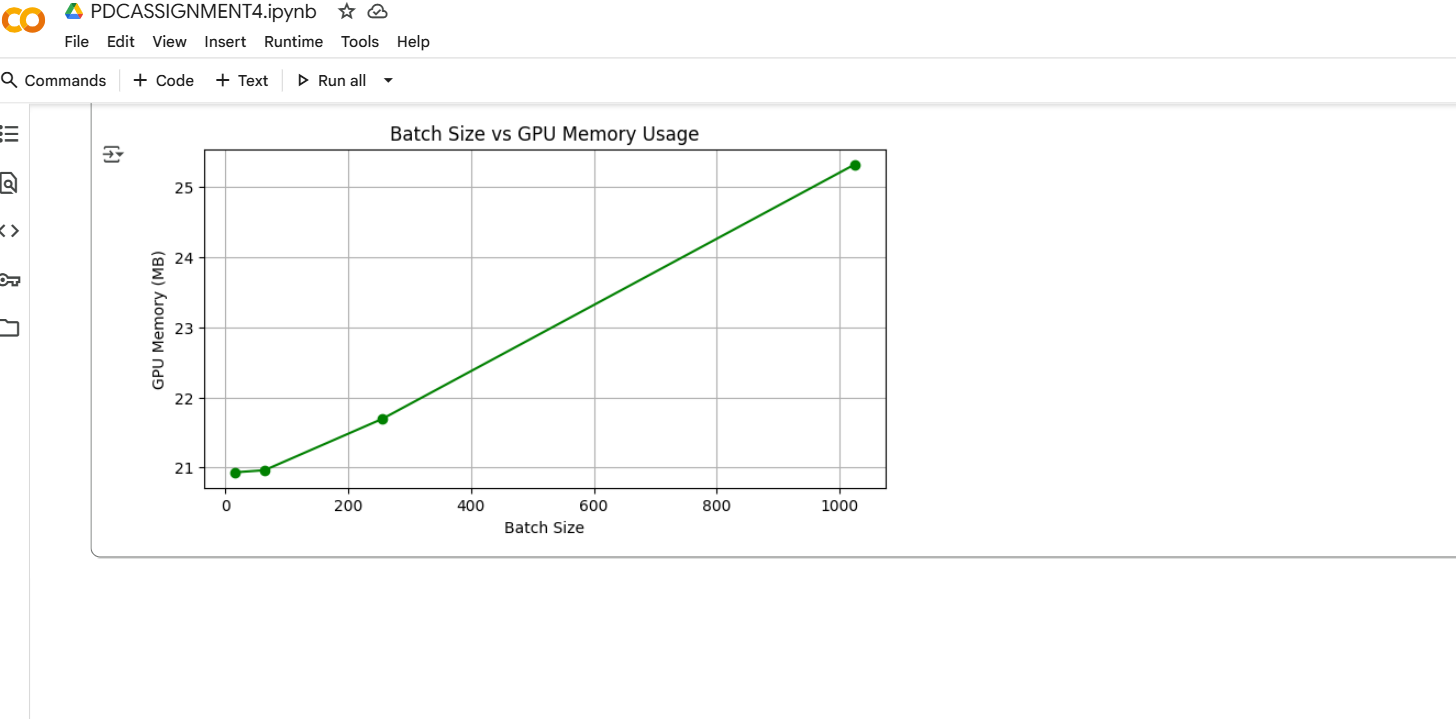 PDCASSIGNMENT4.ipynb
File Edit View Insert Runtime Tools Help
Commands + Code + Text Run all
Batch Size vs GPU Memory Usage
25
24
23
22
21
GPU Memory (MB)
0 200 400 600 800 1000
Batch Size